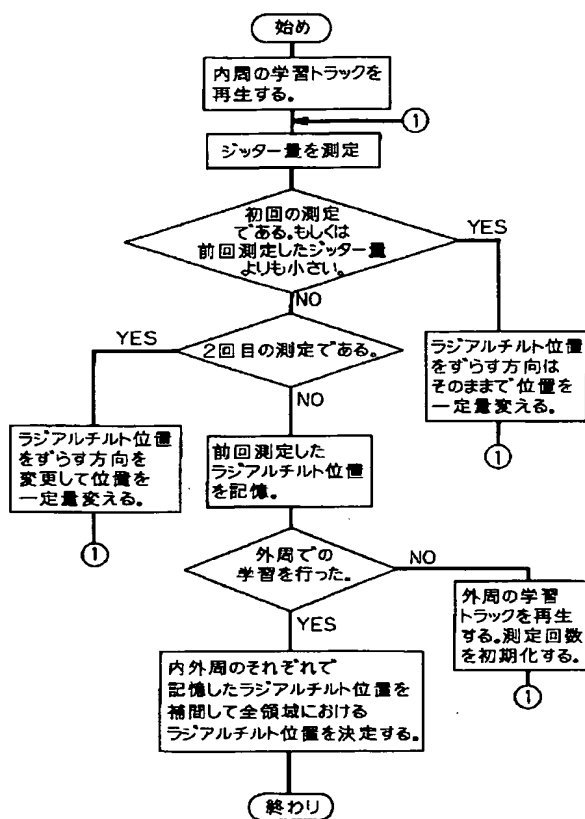 始め
内周の学習トラックを
再生する。
1
ジッター量を測定
初回の測定
である。もしくは
前回測定したジッター量
よりも小さい。
YES
NO
YES
2回目の測定である。
ラジアルチルト位置
をずらす方向は
そのままで位置を
一定量変える。
NO
1
ラジアルチルト位置
をずらす方向を
変更して位置を
一定量変える。
前回測定した
ラジアルチルト位置
を記憶。
1
外周での
学習を行った。
NO
YES
外周の学習
トラックを再生
する。測定回数
を初期化する。
1
内外周のそれぞれで
記憶したラジアルチルト位置を
補間して全領域における
ラジアルチルト位置を決定する。
終わり